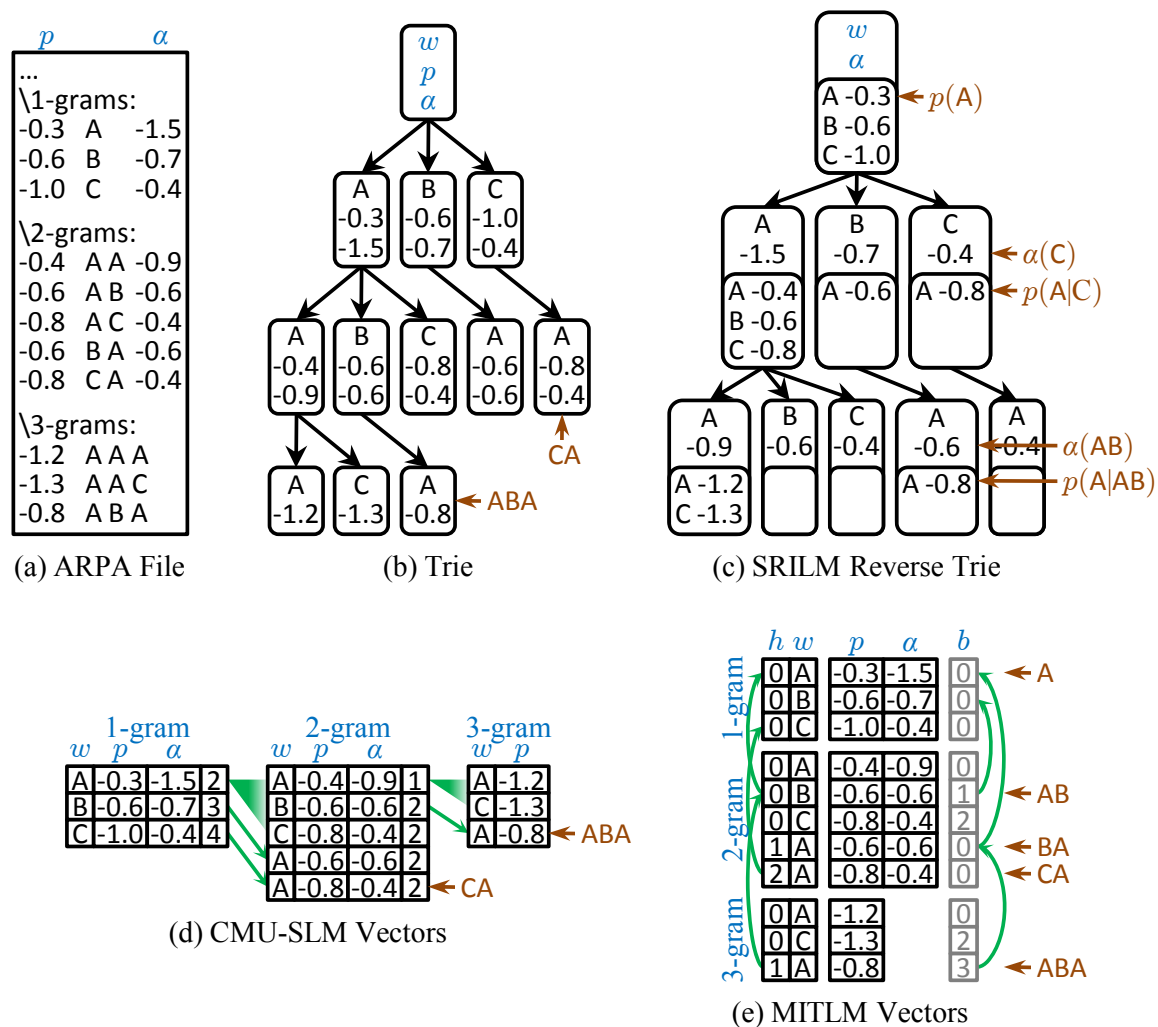 p α
...
\1-grams:
-0.3 A -1.5
-0.6 B -0.7
-1.0 C -0.4
\2-grams:
-0.4 A A -0.9
-0.6 A B -0.6
-0.8 A C -0.4
-0.6 B A -0.6
-0.8 C A -0.4
\3-grams:
-1.2 A A A
-1.3 A A C
-0.8 A B A
(a) ARPA File
w
p
α
A B C
-0.3 -0.6 -1.0
-1.5 -0.7 -0.4
A B C A A
-0.4 -0.6 -0.8 -0.6 -0.8
-0.9 -0.6 -0.4 -0.6 -0.4
CA
A C A
-1.2 -1.3 -0.8
ABA
(b) Trie
w
α
A -0.3 p(A)
B -0.6
C -1.0
A B C
-1.5 -0.7 -0.4 α(C)
A -0.4 A -0.6 A -0.8 p(A|C)
B -0.6
C -0.8
A B C A A
-0.9 -0.6 -0.4 -0.6 -0.4 α(AB)
A -1.2 A -0.8 p(A|AB)
C -1.3
(c) SRILM Reverse Trie
1-gram 2-gram 3-gram
w p α w p α w p
A -0.3 -1.5 2 A -0.4 -0.9 1 A -1.2
B -0.6 -0.7 3 B -0.6 -0.6 2 C -1.3
C -1.0 -0.4 4 C -0.8 -0.4 2 A -0.8 ABA
A -0.6 -0.6 2
A -0.8 -0.4 2 CA
(d) CMU-SLM Vectors
h w p α b
1-gram
0 A -0.3 -1.5 0 A
0 B -0.6 -0.7 0
0 C -1.0 -0.4 0
2-gram
0 A -0.4 -0.9 0
0 B -0.6 -0.6 1 AB
0 C -0.8 -0.4 2
1 A -0.6 -0.6 0 BA
2 A -0.8 -0.4 0 CA
3-gram
0 A -1.2 0
0 C -1.3 2
1 A -0.8 3 ABA
(e) MITLM Vectors